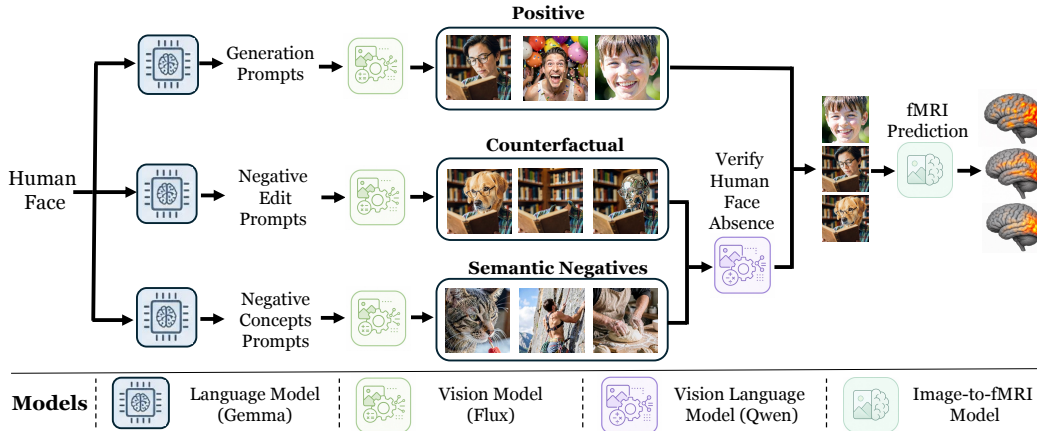 Positive
Generation
Prompts
fMRI
Prediction
Counterfactual
Human
Face
Negative
Edit
Prompts
Verify
Human
Face
Absence
Semantic Negatives
Negative
Concepts
Prompts
Models
Language Model
(Gemma)
Vision Model
(Flux)
Vision Language
Model (Qwen)
Image-to-fMRI
Model